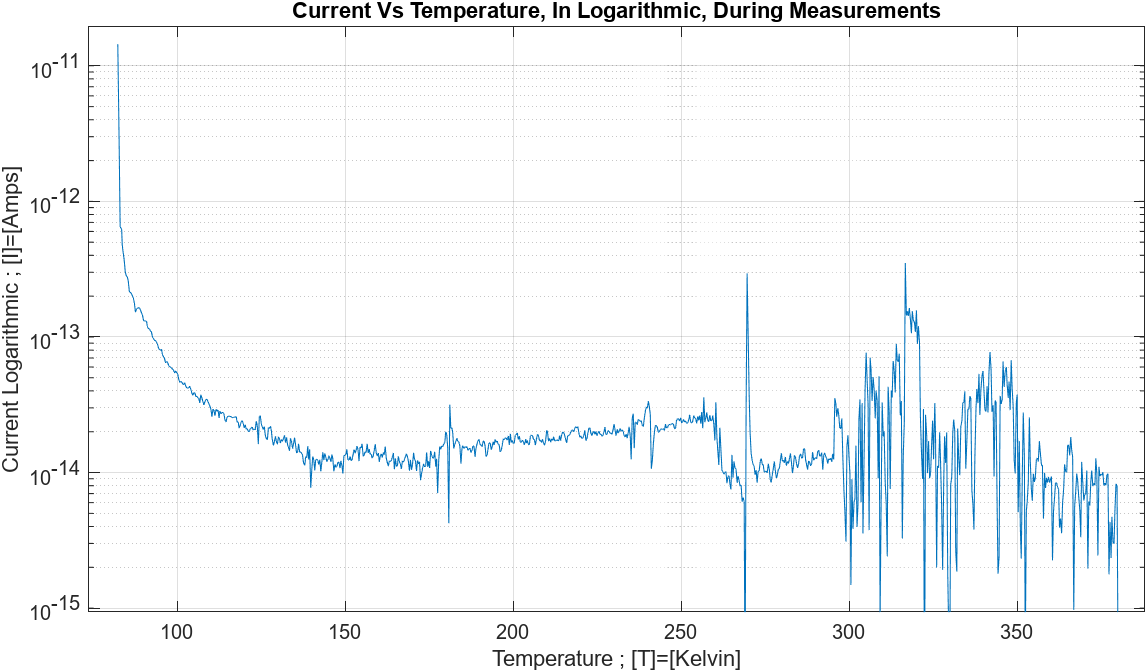 Current Vs Temperature, In Logarithmic, During Measurements
Current Logarithmic ; [I]=[Amps]
10^-11
10^-12
10^-13
10^-14
10^-15
100 150 200 250 300 350
Temperature ; [T]=[Kelvin]